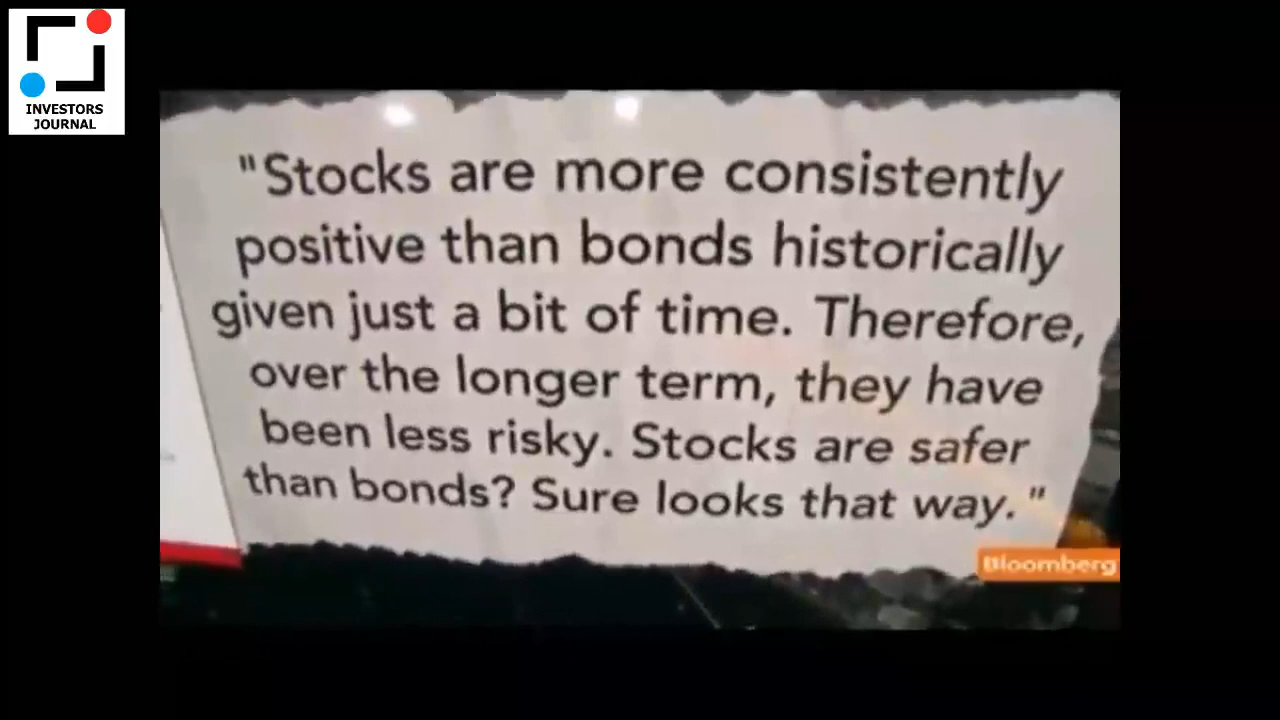 INVESTORS
JOURNAL
"Stocks are more consistently
positive than bonds historically
given just a bit of time. Therefore,
over the longer term, they have
been less risky. Stocks are safer
than bonds? Sure looks that way."
Bloomberg